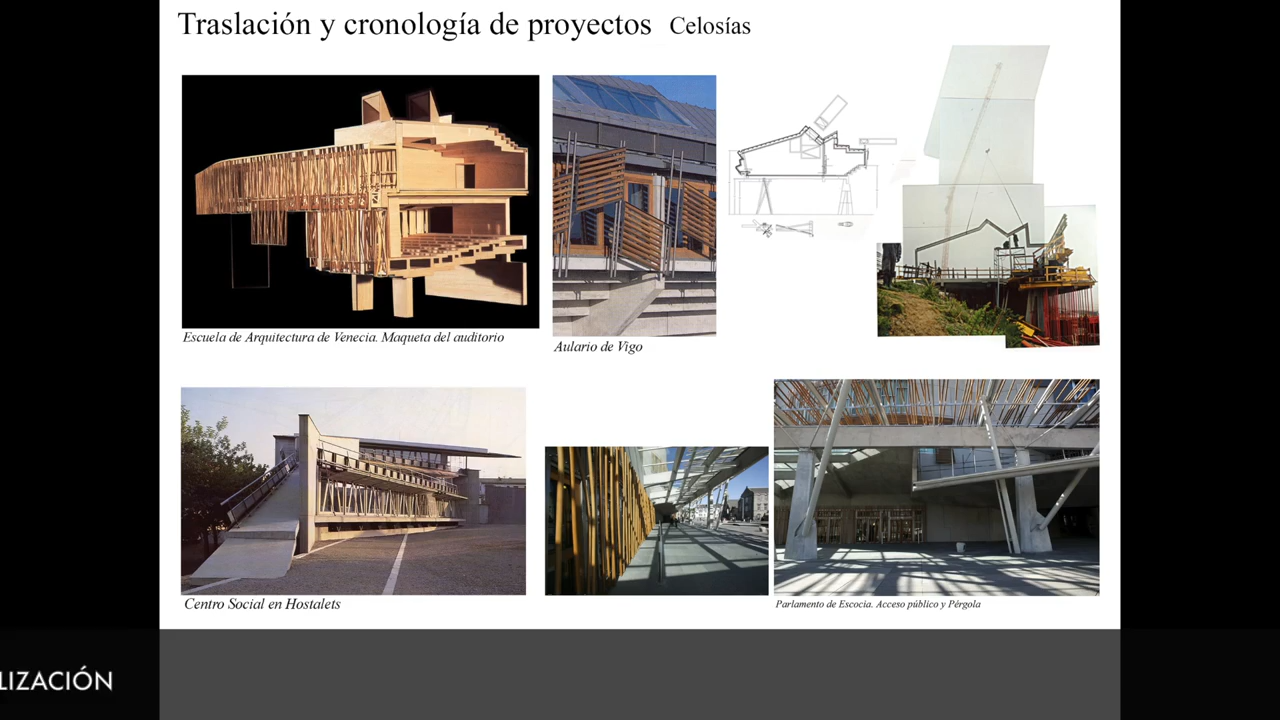 Traslación y cronología de proyectos Celosías
Escuela de Arquitectura de Venecia. Maqueta del auditorio
Aulario de Vigo
Centro Social en Hostalets
Parlamento de Escocia. Acceso público y Pérgola
LIZACIÓN